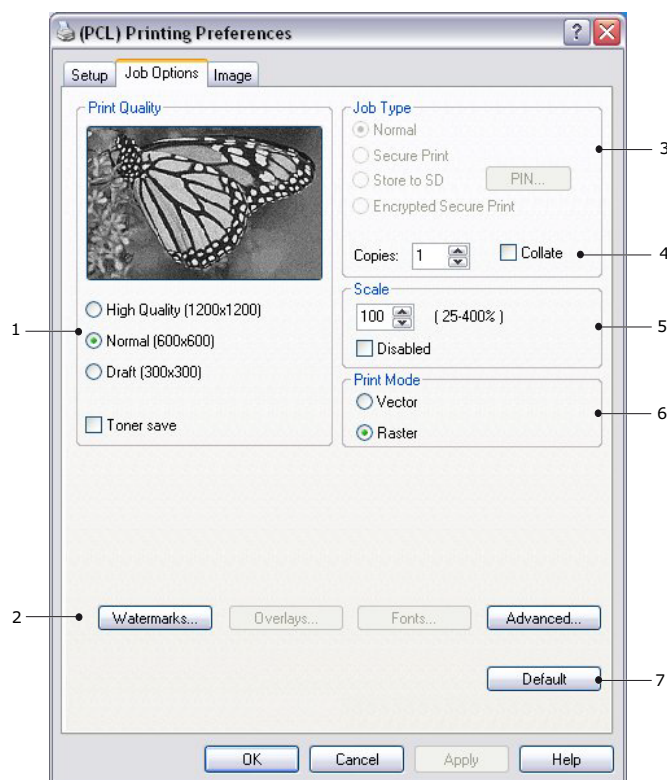 (PCL) Printing Preferences
?
Setup
Job Options
Image
Print Quality
High Quality (1200x1200)
Normal (600x600)
Draft (300x300)
Toner save
Job Type
Normal
Secure Print
Store to SD
PIN...
Encrypted Secure Print
Copies: 1
Collate
Scale
100 ( 25-400% )
Disabled
Print Mode
Vector
Raster
Watermarks...
Overlays...
Fonts...
Advanced...
Default
OK
Cancel
Apply
Help
1
2
3
4
5
6
7